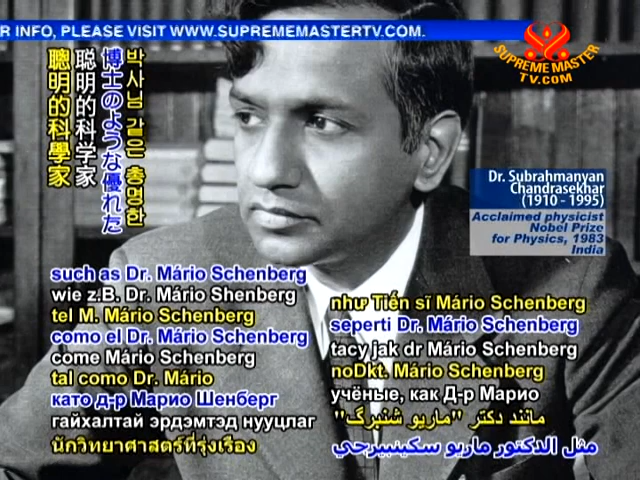 R INFO, PLEASE VISIT WWW.SUPREMEMASTERTV.COM.
SUPREME MASTER
TV.COM
박사님 같은 총명한
博士のような優れた
聪明的科学家
聰明的科學家
Dr. Subrahmanyan
Chandrasekhar
(1910 - 1995)
Acclaimed physicist
Nobel Prize
for Physics, 1983
India
such as Dr. Mário Schenberg
wie z.B. Dr. Mário Shenberg
tel M. Mário Schenberg
como el Dr. Mário Schenberg
come Mário Schenberg
tal como Dr. Mário
като д-р Марио Шенберг
гайхалтай эрдэмтэд нууцлаг
นักวิทยาศาสตร์ที่รุ่งเรือง
như Tiến sĩ Mário Schenberg
seperti Dr. Mário Schenberg
tacy jak dr Mário Schenberg
noDkt. Mário Schenberg
учёные, как Д-р Марио
مانند دکتر "ماریو شنبرگ"
مثل الدكتور ماريو سكينبيرجي